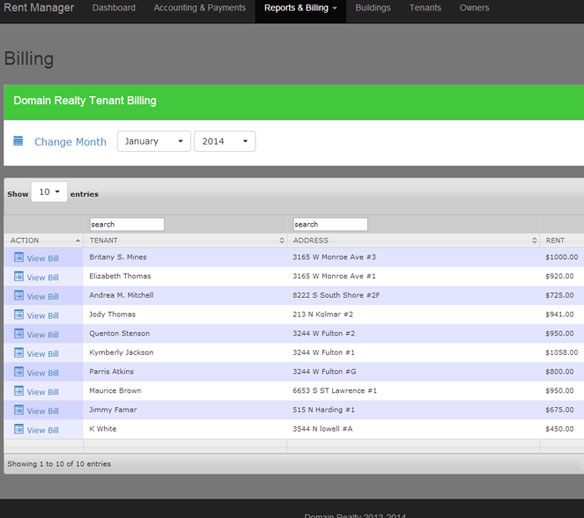 Rent Manager Dashboard Accounting & Payments Reports & Billing Buildings Tenants Owners
Billing
Domain Realty Tenant Billing
Change Month January 2014
Show 10 entries
search search
ACTION TENANT ADDRESS RENT
View Bill Britany S. Mines 3165 W Monroe Ave #3 $1000.00
View Bill Elizabeth Thomas 3165 W Monroe Ave #1 $920.00
View Bill Andrea M. Mitchell 8222 S South Shore #2F $725.00
View Bill Jody Thomas 213 N Kolmar #2 $941.00
View Bill Quenton Stenson 3244 W Fulton #2 $950.00
View Bill Kymberly Jackson 3244 W Fulton #1 $1058.00
View Bill Parris Atkins 3244 W Fulton #G $800.00
View Bill Maurice Brown 6653 S ST Lawrence #1 $950.00
View Bill Jimmy Famar 515 N Harding #1 $675.00
View Bill K White 3544 N lowell #A $450.00
Showing 1 to 10 of 10 entries
Domain Realty 2013-2014